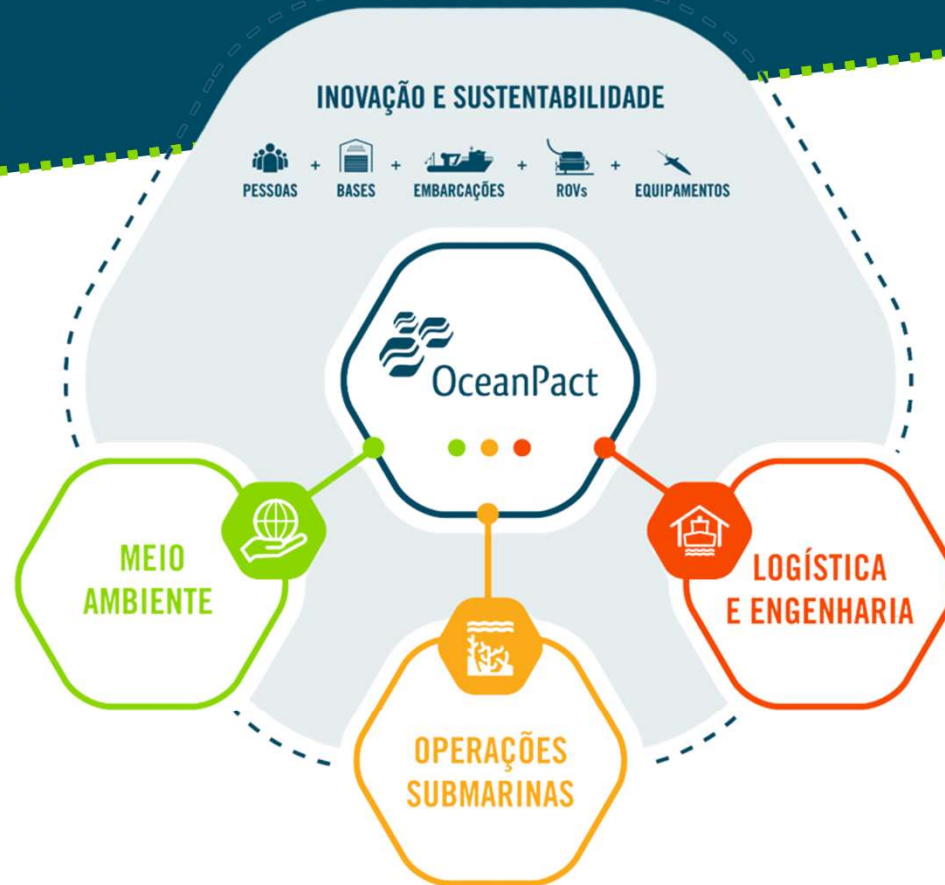 INOVAÇÃO E SUSTENTABILIDADE
PESSOAS + BASES + EMBARCAÇÕES + ROVs + EQUIPAMENTOS
OceanPact
MEIO
AMBIENTE
LOGÍSTICA
E ENGENHARIA
OPERAÇÕES
SUBMARINAS